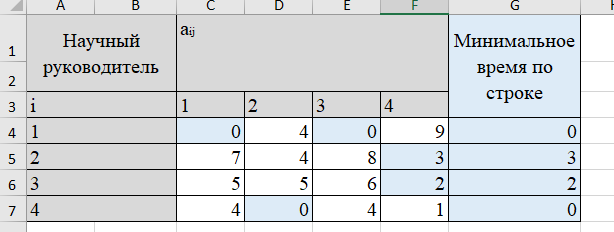 A B C D E F G
1 Научный руководитель aij Минимальное время по строке
2
3 i 1 2 3 4
4 1 0 4 0 9 0
5 2 7 4 8 3 3
6 3 5 5 6 2 2
7 4 4 0 4 1 0